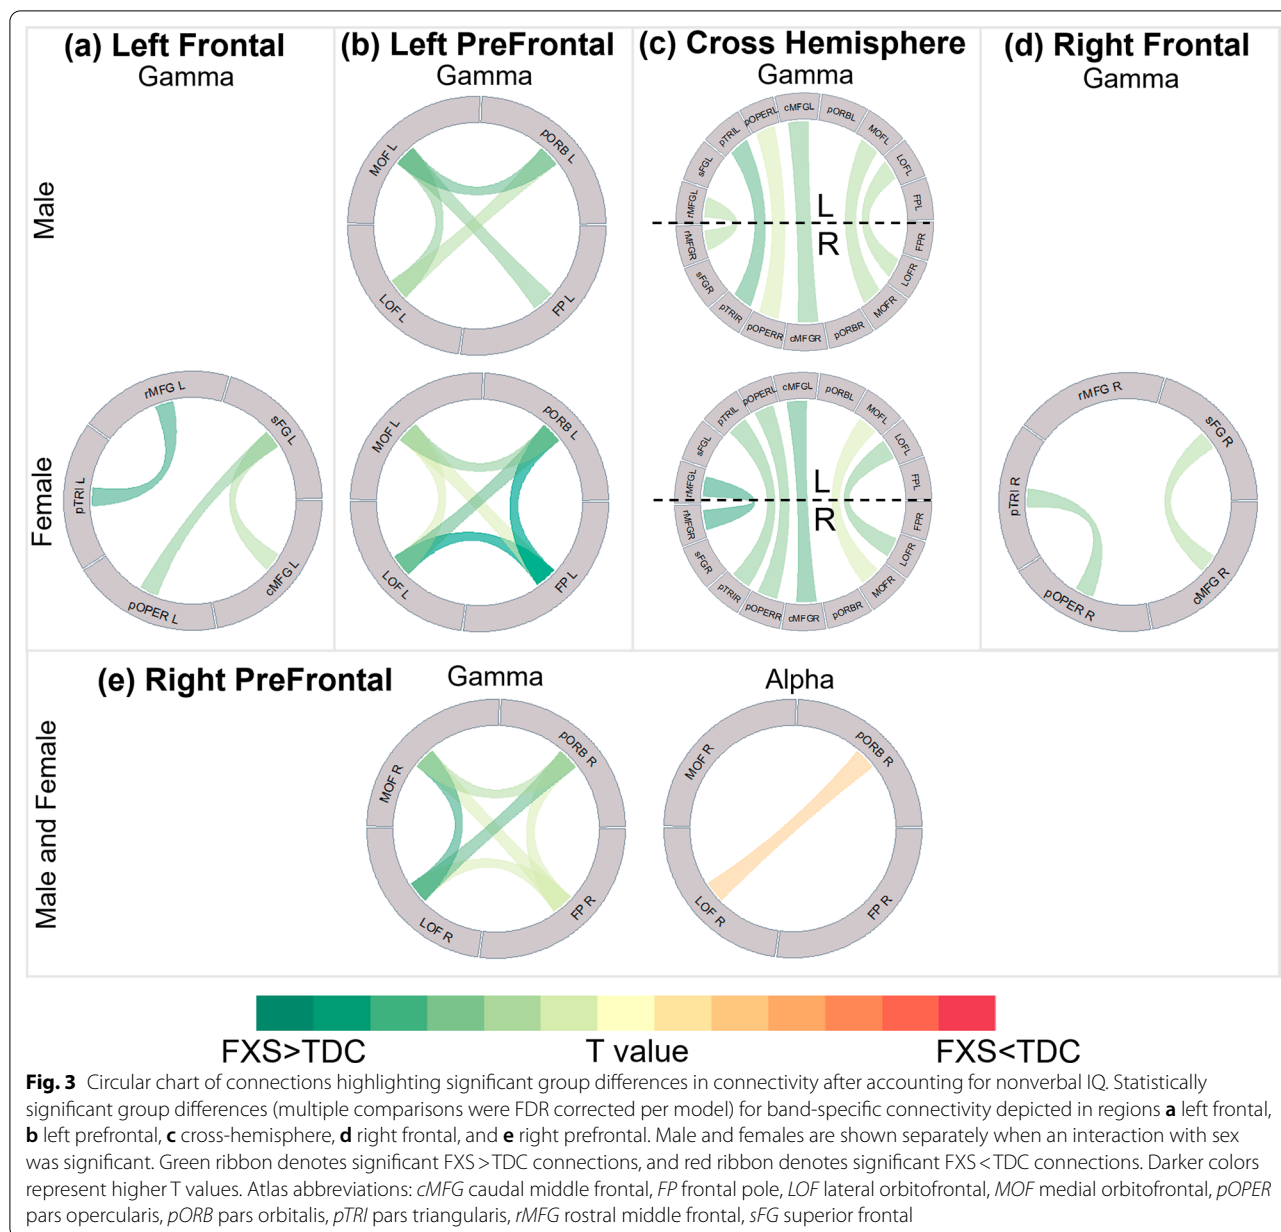 (a) Left Frontal
Gamma
(b) Left PreFrontal
Gamma
(c) Cross Hemisphere
Gamma
(d) Right Frontal
Gamma
Male
MOF L
pORB L
LOF L
FP L
cMFGL
pORBL
MOFL
LOFL
FPL
FPR
LOFR
MOFR
pORBR
cMFGR
pOPERR
pTRIR
sFGR
rMFGR
rMFGL
sFGL
pTRIL
pOPERL
L
R
Female
rMFG L
sFG L
cMFG L
pOPER L
pTRI L
MOF L
pORB L
LOF L
FP L
cMFGL
pORBL
MOFL
LOFL
FPL
FPR
LOFR
MOFR
pORBR
cMFGR
pOPERR
pTRIR
sFGR
rMFGR
rMFGL
sFGL
pTRIL
pOPERL
L
R
rMFG R
sFG R
cMFG R
pOPER R
pTRI R
Male and Female
(e) Right PreFrontal
Gamma
MOF R
pORB R
LOF R
FP R
Alpha
MOF R
pORB R
LOF R
FP R
FXS>TDC
T value
FXS<TDC
Fig. 3 Circular chart of connections highlighting significant group differences in connectivity after accounting for nonverbal IQ. Statistically
significant group differences (multiple comparisons were FDR corrected per model) for band-specific connectivity depicted in regions a left frontal,
b left prefrontal, c cross-hemisphere, d right frontal, and e right prefrontal. Male and females are shown separately when an interaction with sex
was significant. Green ribbon denotes significant FXS > TDC connections, and red ribbon denotes significant FXS < TDC connections. Darker colors
represent higher T values. Atlas abbreviations: cMFG caudal middle frontal, FP frontal pole, LOF lateral orbitofrontal, MOF medial orbitofrontal, pOPER
pars opercularis, pORB pars orbitalis, pTRI pars triangularis, rMFG rostral middle frontal, sFG superior frontal